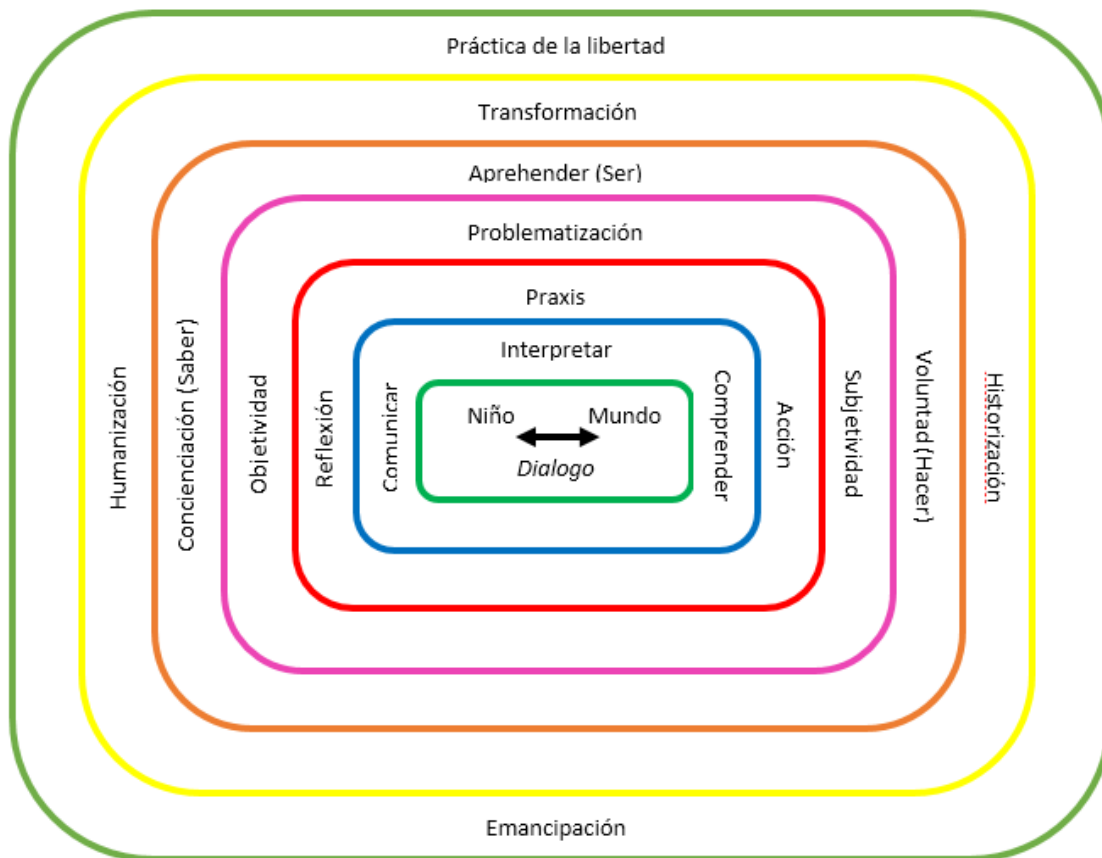 Práctica de la libertad
Transformación
Aprehender (Ser)
Problematización
Praxis
Interpretar
Humanización
Concienciación (Saber)
Objetividad
Reflexión
Comunicar
Niño
Mundo
Dialogo
Comprender
Acción
Subjetividad
Voluntad (Hacer)
Historización
Emancipación